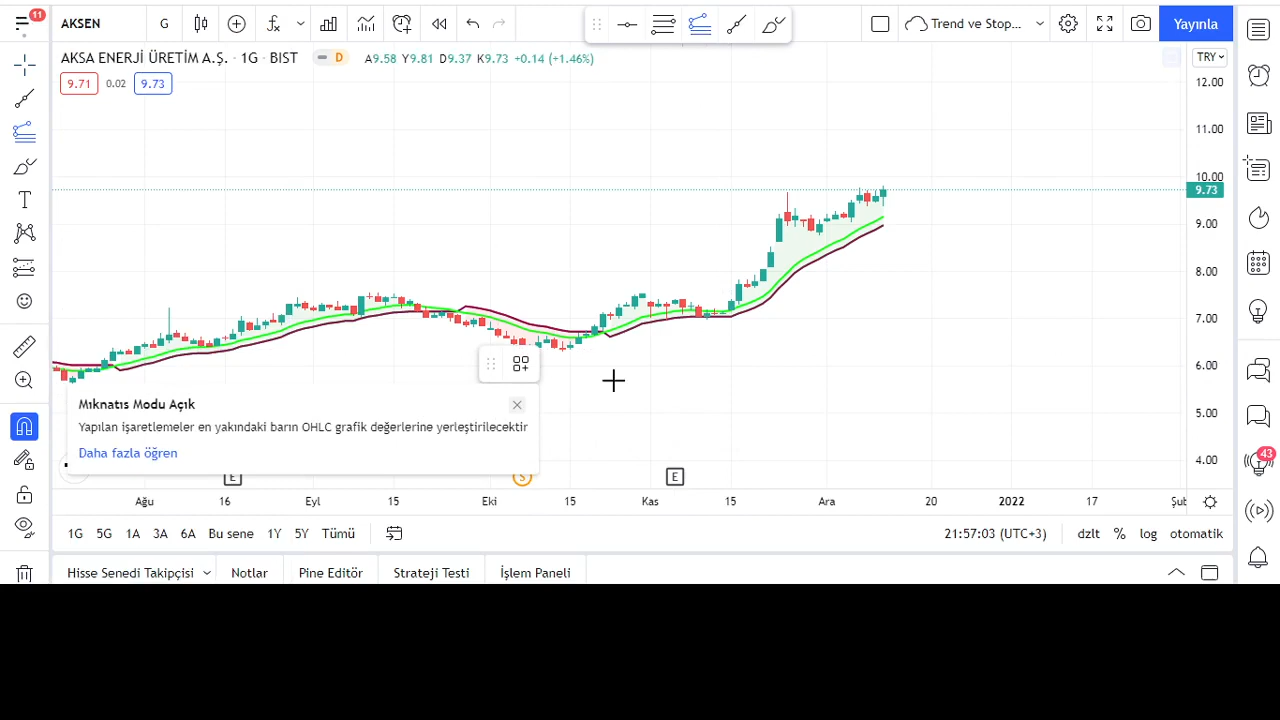 11
AKSEN
G
Trend ve Stop...
Yayınla
AKSA ENERJİ ÜRETİM A.Ş. · 1G · BIST
D
A9.58 Y9.81 D9.37 K9.73 +0.14 (+1.46%)
TRY
9.71
0.02
9.73
12.00
11.00
10.00
9.73
9.00
8.00
7.00
6.00
5.00
4.00
Mıknatıs Modu Açık
Yapılan işaretlemeler en yakındaki barın OHLC grafik değerlerine yerleştirilecektir
Daha fazla öğren
43
E
S
E
Ağu
16
Eyl
15
Eki
15
Kas
15
Ara
20
2022
17
Şub
1G 5G 1A 3A 6A Bu sene 1Y 5Y Tümü
21:57:03 (UTC+3)
dzlt % log otomatik
Hisse Senedi Takipçisi
Notlar
Pine Editör
Strateji Testi
İşlem Paneli